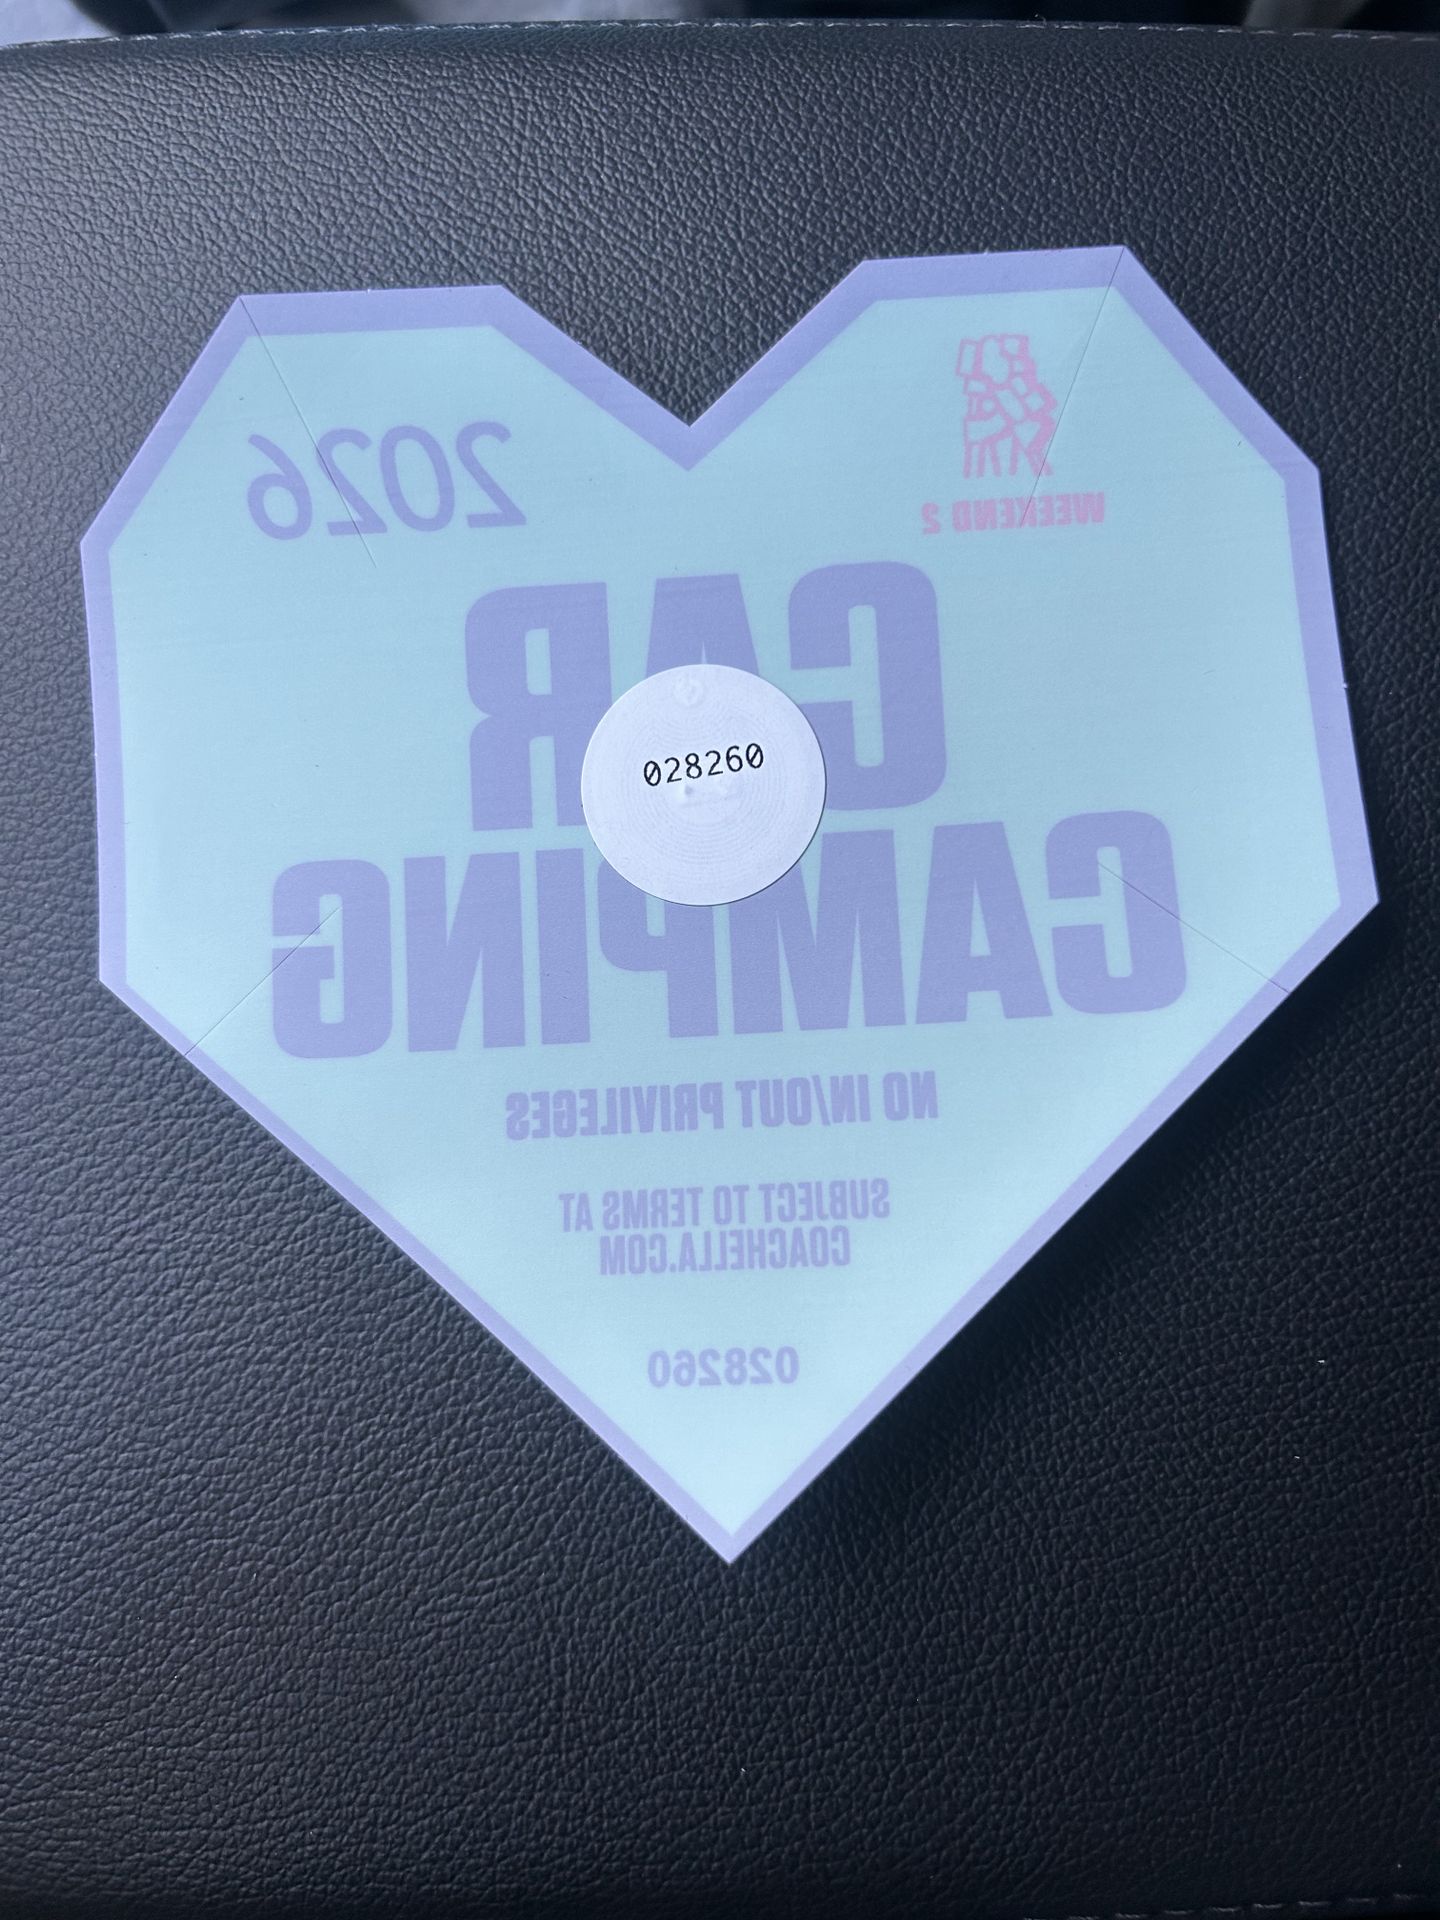 2026
WEEKEND 2
CAR
028260
CAMPING
NO IN/OUT PRIVILEGES
SUBJECT TO TERMS AT
COACHELLA.COM
028260